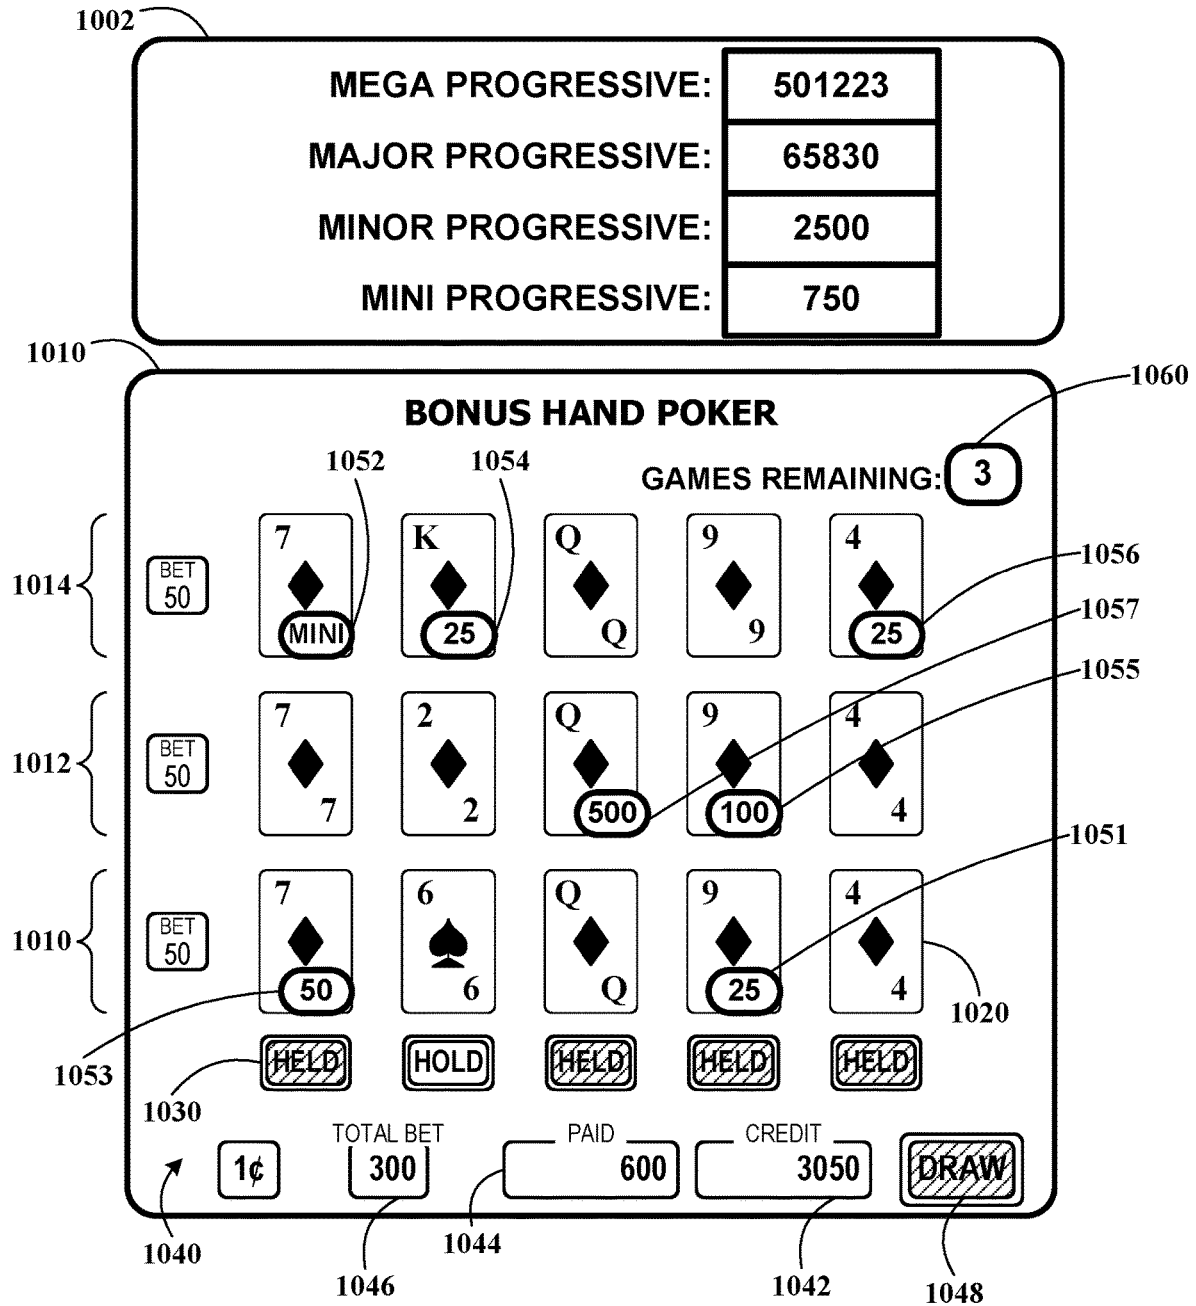 1002
MEGA PROGRESSIVE: 501223
MAJOR PROGRESSIVE: 65830
MINOR PROGRESSIVE: 2500
MINI PROGRESSIVE: 750
1010
1060
BONUS HAND POKER
1052 1054
GAMES REMAINING: 3
7 K Q 9 4
1014 BET 50
1056
MINI 25 Q 9 25
1057
1055
7 2 Q 9 4
1012 BET 50
7 2 500 100 4
1051
7 6 Q 9 4
1010 BET 50
50 6 Q 25 4
1020
HELD HOLD HELD HELD HELD
1053
1030
TOTAL BET PAID CREDIT
1¢ 300 600 3050 DRAW
1040 1046 1044 1042 1048